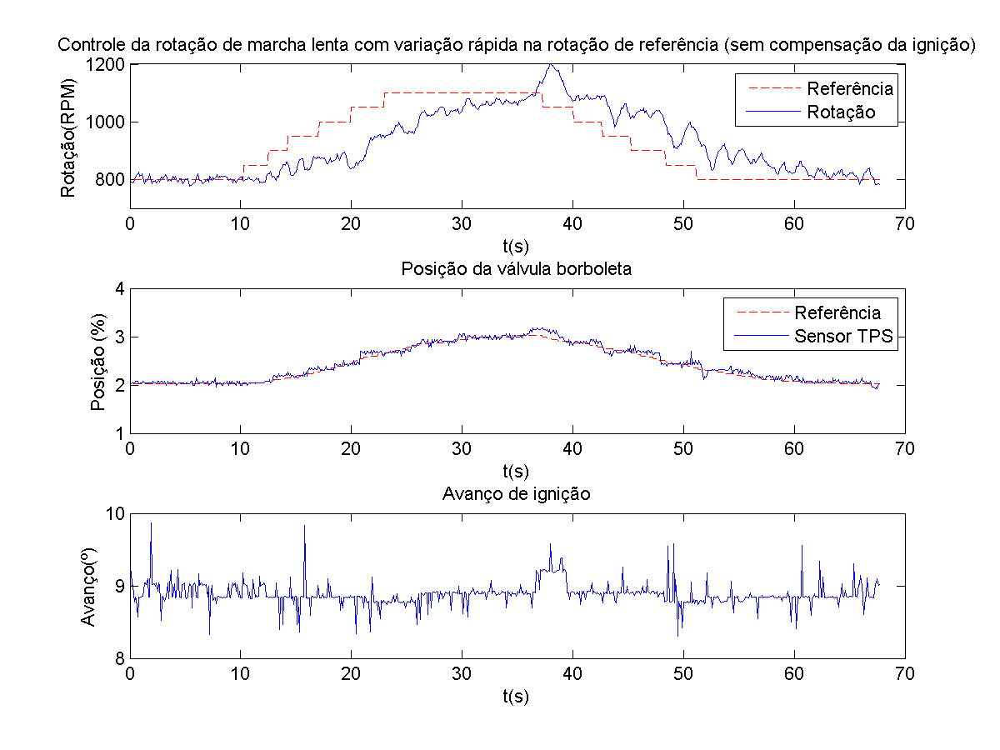 Controle da rotação de marcha lenta com variação rápida na rotação de referência (sem compensação da ignição)
1200
1000
800
Rotação(RPM)
Referência
Rotação
0 10 20 30 40 50 60 70
t(s)
Posição da válvula borboleta
4
3
2
1
Posição (%)
Referência
Sensor TPS
0 10 20 30 40 50 60 70
t(s)
Avanço de ignição
10
9
8
Avanço(º)
0 10 20 30 40 50 60 70
t(s)